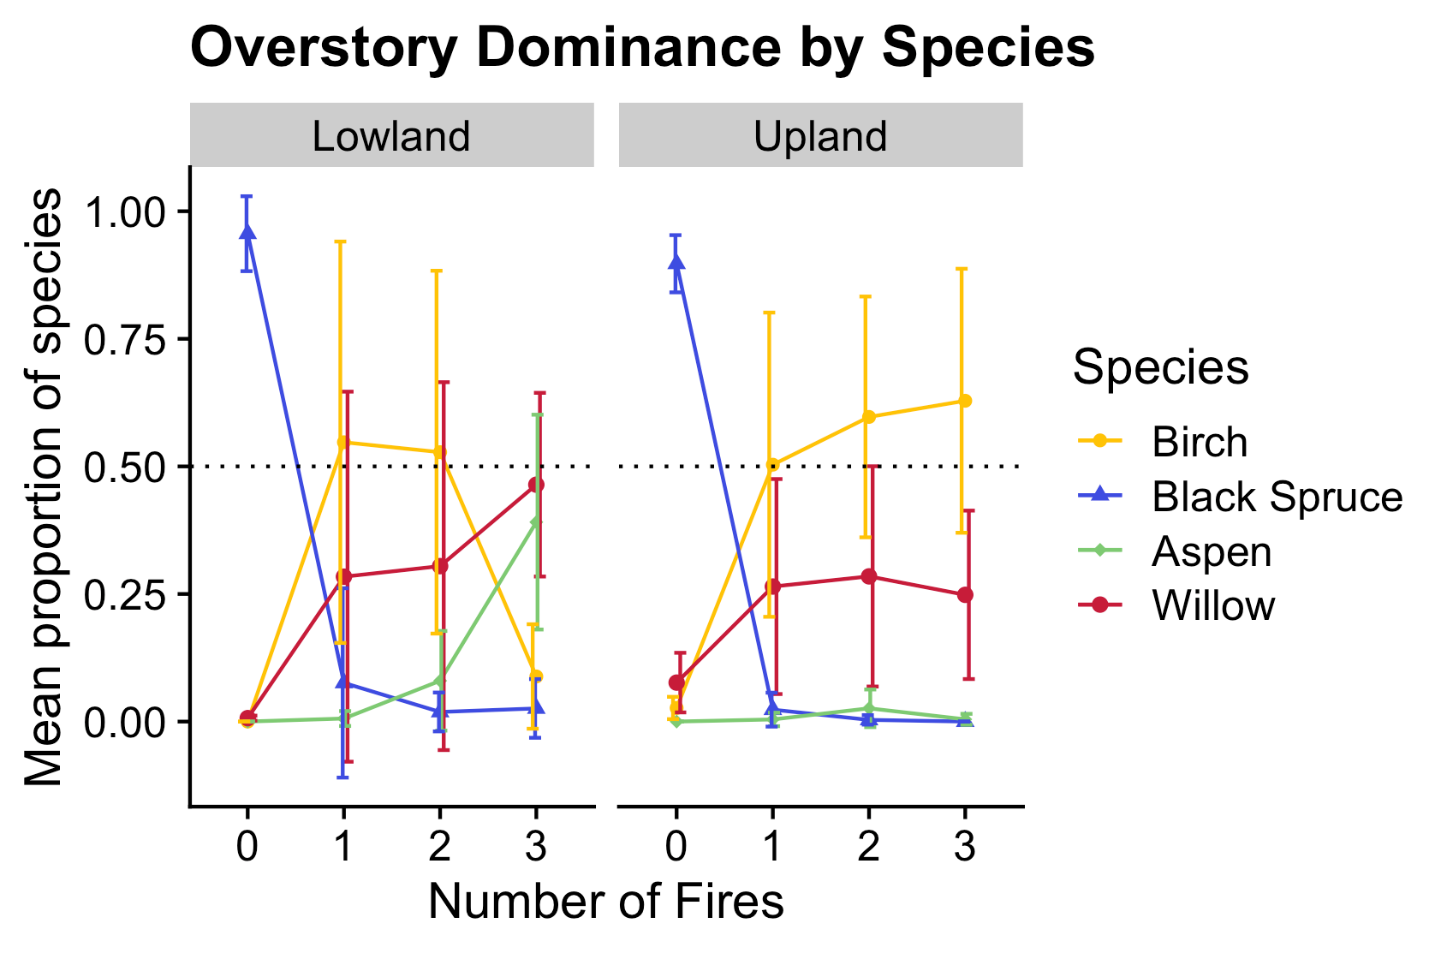 Overstory Dominance by Species
Lowland
Upland
Mean proportion of species
1.00
0.75
0.50
0.25
0.00
0 1 2 3
0 1 2 3
Number of Fires
Species
Birch
Black Spruce
Aspen
Willow